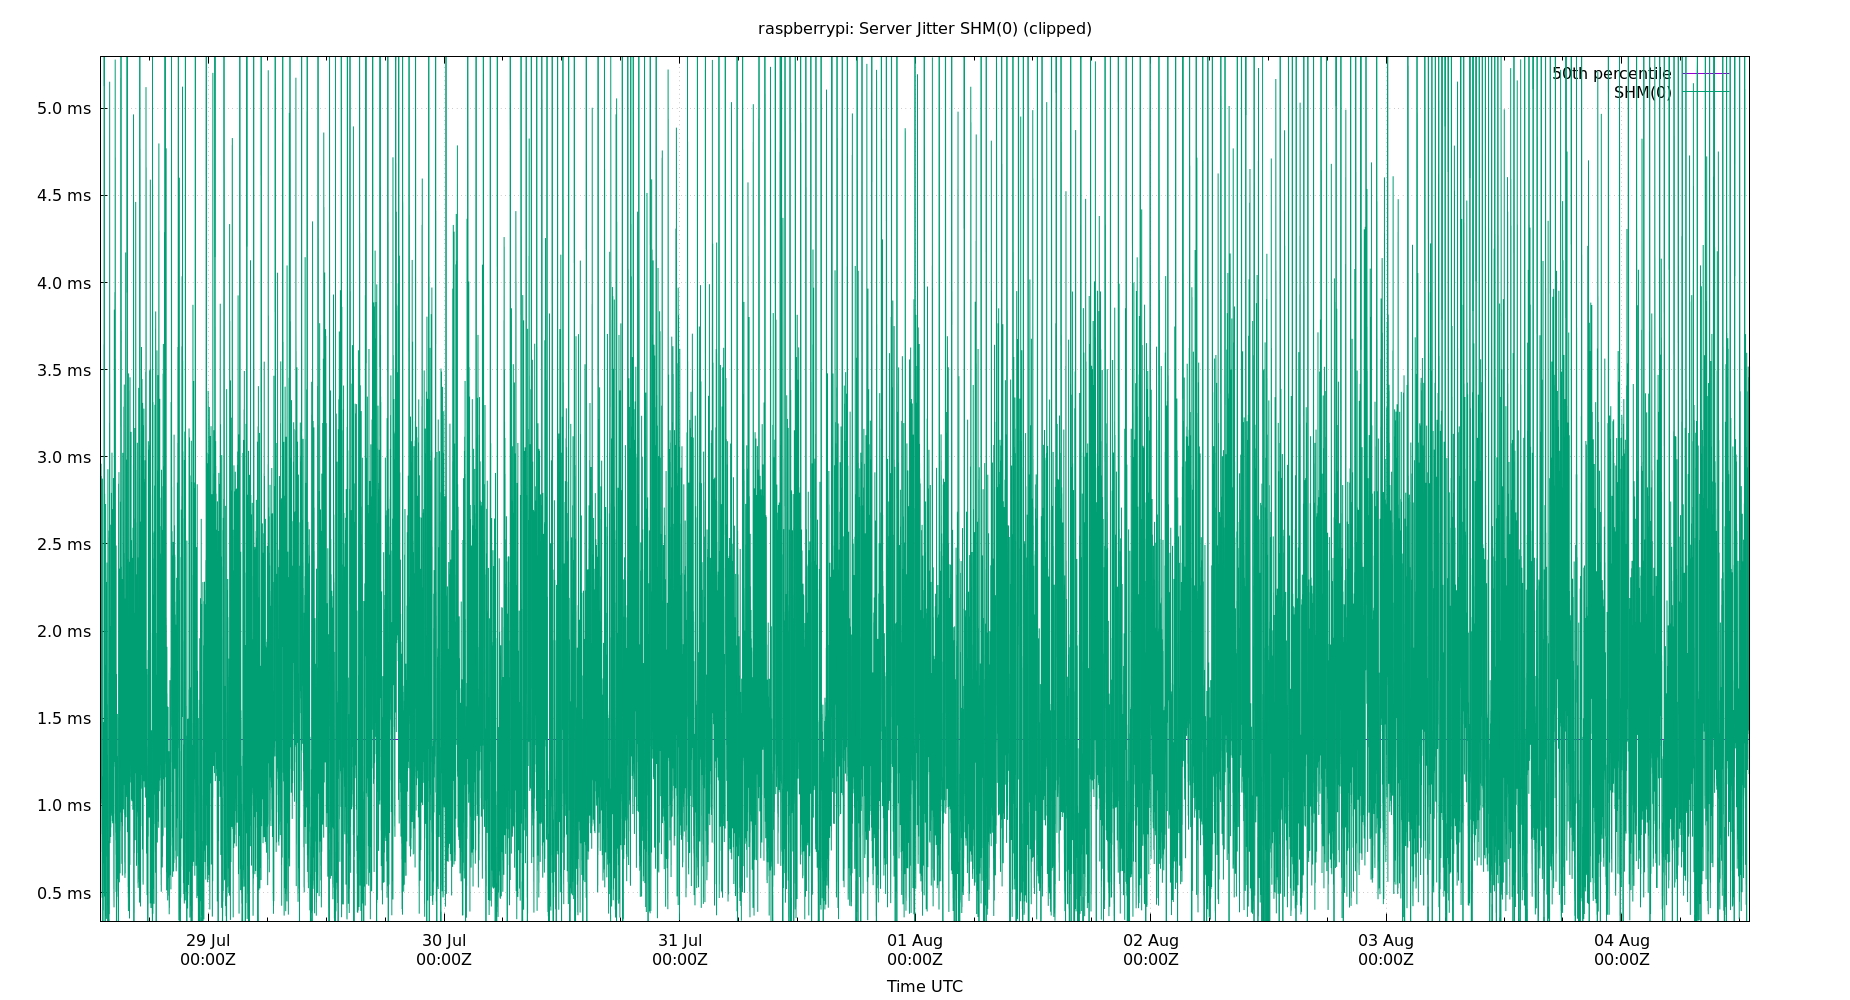 raspberrypi: Server Jitter SHM(0) (clipped)
50th percentile
SHM(0)
5.0 ms
4.5 ms
4.0 ms
3.5 ms
3.0 ms
2.5 ms
2.0 ms
1.5 ms
1.0 ms
0.5 ms
29 Jul 30 Jul 31 Jul 01 Aug 02 Aug 03 Aug 04 Aug
00:00Z 00:00Z 00:00Z 00:00Z 00:00Z 00:00Z 00:00Z
Time UTC